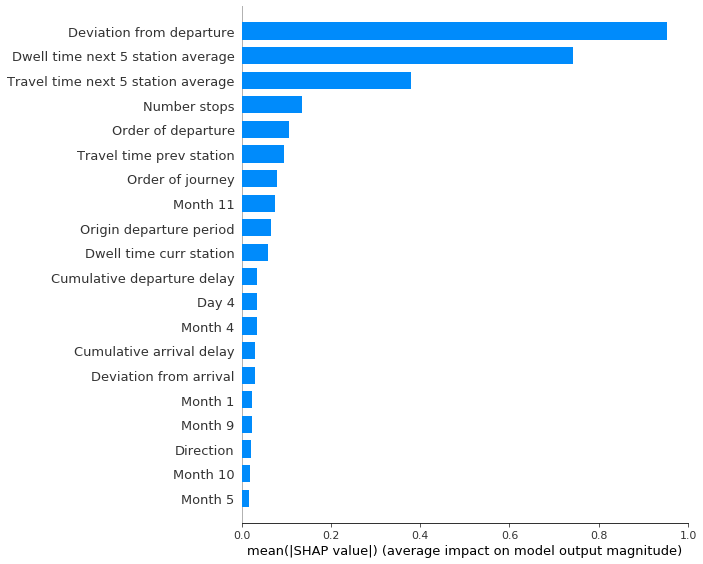 Deviation from departure
Dwell time next 5 station average
Travel time next 5 station average
Number stops
Order of departure
Travel time prev station
Order of journey
Month 11
Origin departure period
Dwell time curr station
Cumulative departure delay
Day 4
Month 4
Cumulative arrival delay
Deviation from arrival
Month 1
Month 9
Direction
Month 10
Month 5
0.0 0.2 0.4 0.6 0.8 1.0
mean(|SHAP value|) (average impact on model output magnitude)